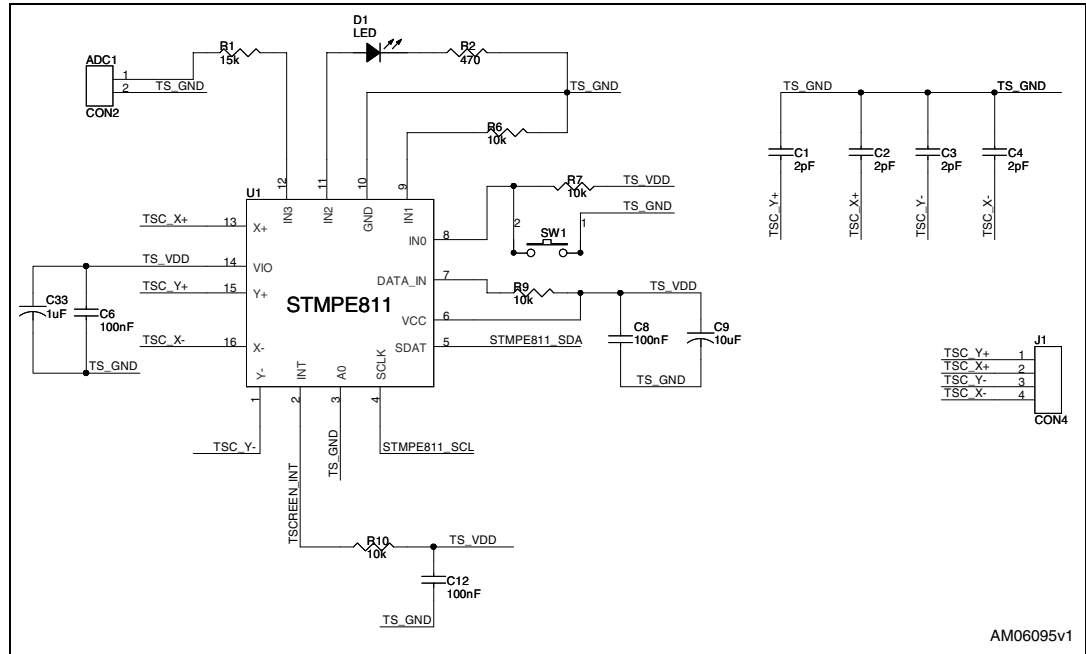 D1
LED
R1
15k
R2
470
ADC1
1
2
TS_GND
CON2
TS_GND
R6
10k
TS_GND
TS_GND
C1
2pF
C2
2pF
C3
2pF
C4
2pF
TSC_Y+
TSC_X+
TSC_Y-
TSC_X-
U1
12
11
10
9
IN3
IN2
GND
IN1
R7
10k
TS_VDD
TS_GND
2
1
SW1
TSC_X+
13
X+
IN0
8
TS_VDD
14
VIO
DATA_IN
7
TSC_Y+
15
Y+
STMPE811
R9
10k
TS_VDD
VCC
6
C33
1uF
C6
100nF
C8
100nF
C9
10uF
TSC_X-
16
X-
SDAT
5
STMPE811_SDA
TS_GND
TS_GND
Y-
INT
A0
SCLK
1
2
3
4
TSC_Y-
TSCREEN_INT
TS_GND
STMPE811_SCL
J1
TSC_Y+
1
TSC_X+
2
TSC_Y-
3
TSC_X-
4
CON4
R10
10k
TS_VDD
C12
100nF
TS_GND
AM06095v1